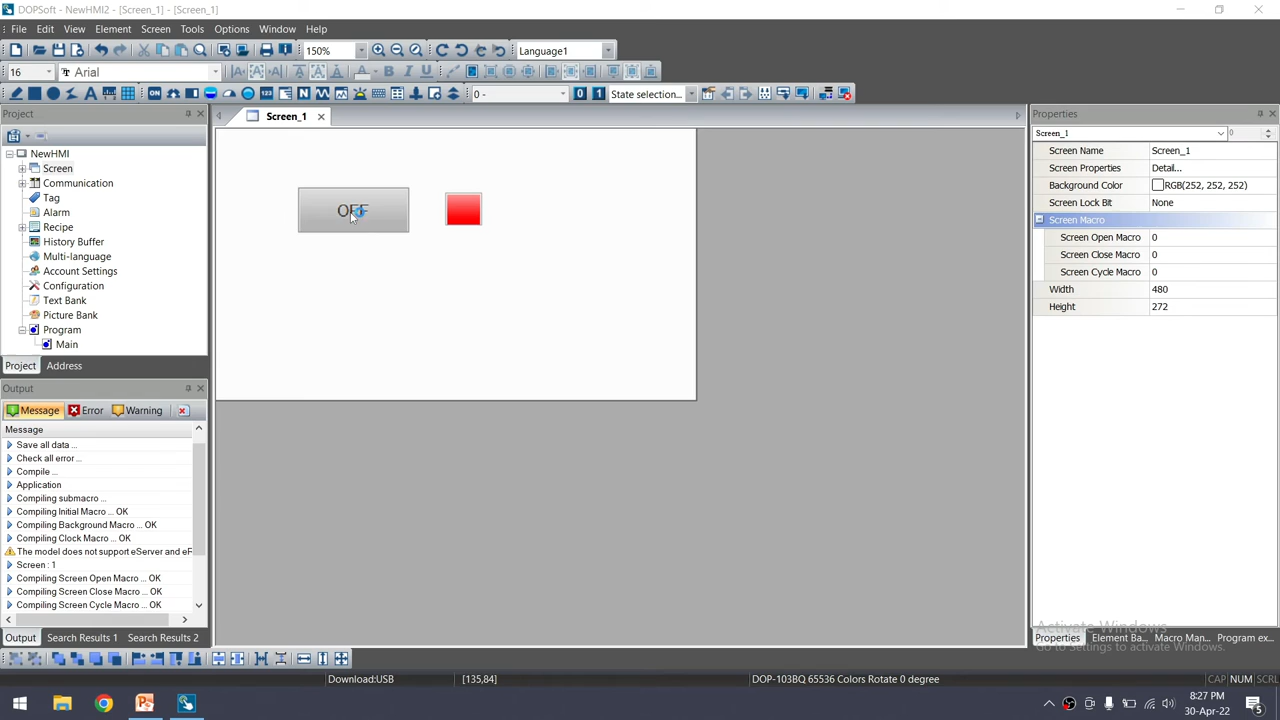 DOPSoft - NewHMI2 - [Screen_1] - [Screen_1]
File Edit View Element Screen Tools Options Window Help
150% Language1
16 Arial
0 - 0 1 State selection...
Project
Screen_1
Properties
NewHMI
Screen
Communication
Tag
Alarm
Recipe
History Buffer
Multi-language
Account Settings
Configuration
Text Bank
Picture Bank
Program
Main
Project Address
OFF
Screen_1 0
Screen Name Screen_1
Screen Properties Detail...
Background Color RGB(252, 252, 252)
Screen Lock Bit None
Screen Macro
Screen Open Macro 0
Screen Close Macro 0
Screen Cycle Macro 0
Width 480
Height 272
Output
Message Error Warning
Message
Save all data ...
Check all error ...
Compile ...
Application
Compiling submacro ...
Compiling Initial Macro ... OK
Compiling Background Macro ... OK
Compiling Clock Macro ... OK
The model does not support eServer and eF
Screen : 1
Compiling Screen Open Macro ... OK
Compiling Screen Close Macro ... OK
Compiling Screen Cycle Macro ... OK
Output Search Results 1 Search Results 2
Activate Windows
Go to Settings to activate Windows.
Properties Element Ba... Macro Man... Program ex...
Download:USB [135,84] DOP-103BQ 65536 Colors Rotate 0 degree CAP NUM SCRL
8:27 PM
30-Apr-22
5